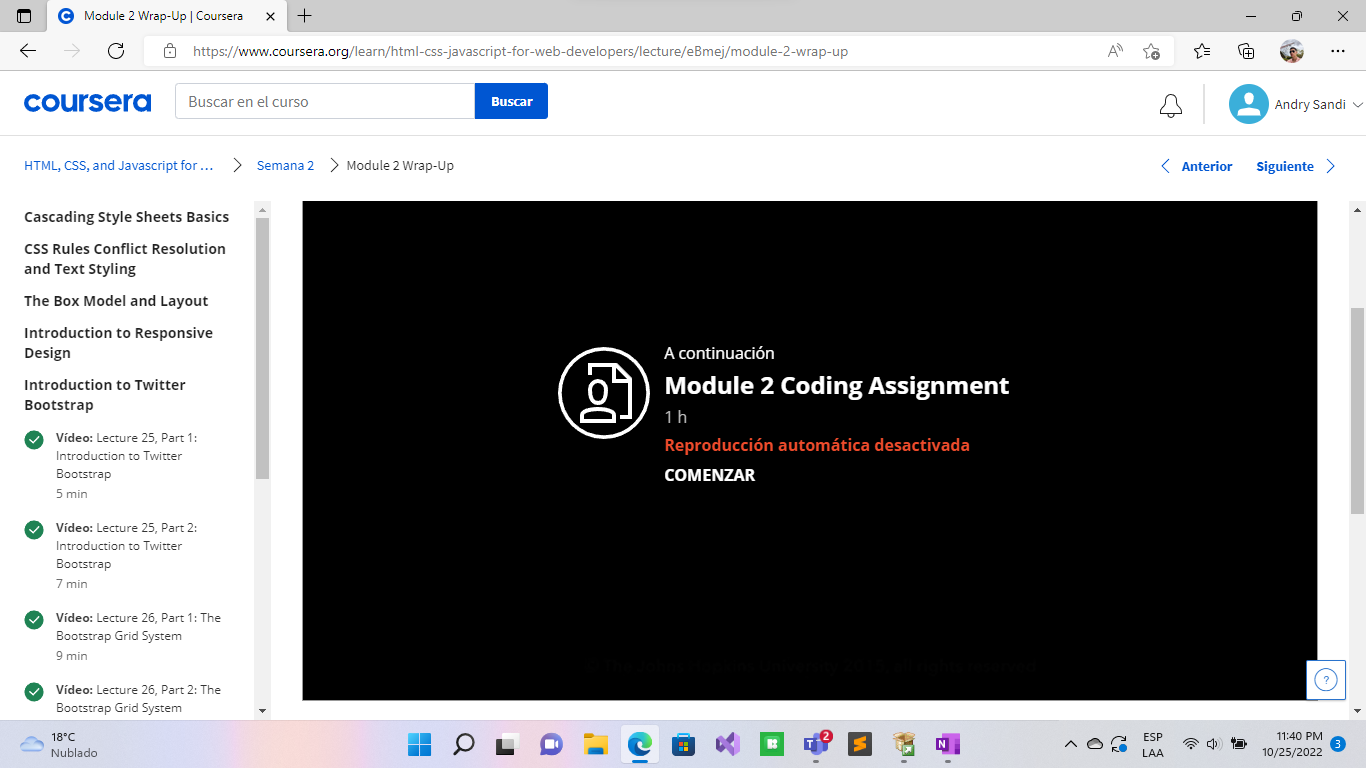 Module 2 Wrap-Up | Coursera
https://www.coursera.org/learn/html-css-javascript-for-web-developers/lecture/eBmej/module-2-wrap-up
coursera
Buscar en el curso
Buscar
Andry Sandi
HTML, CSS, and Javascript for ...
Semana 2
Module 2 Wrap-Up
Anterior
Siguiente
Cascading Style Sheets Basics
CSS Rules Conflict Resolution
and Text Styling
The Box Model and Layout
Introduction to Responsive
Design
Introduction to Twitter
Bootstrap
Vídeo: Lecture 25, Part 1:
Introduction to Twitter
Bootstrap
5 min
Vídeo: Lecture 25, Part 2:
Introduction to Twitter
Bootstrap
7 min
Vídeo: Lecture 26, Part 1: The
Bootstrap Grid System
9 min
Vídeo: Lecture 26, Part 2: The
Bootstrap Grid System
A continuación
Module 2 Coding Assignment
1 h
Reproducción automática desactivada
COMENZAR
?
18°C
Nublado
2
ESP
LAA
11:40 PM
10/25/2022
3